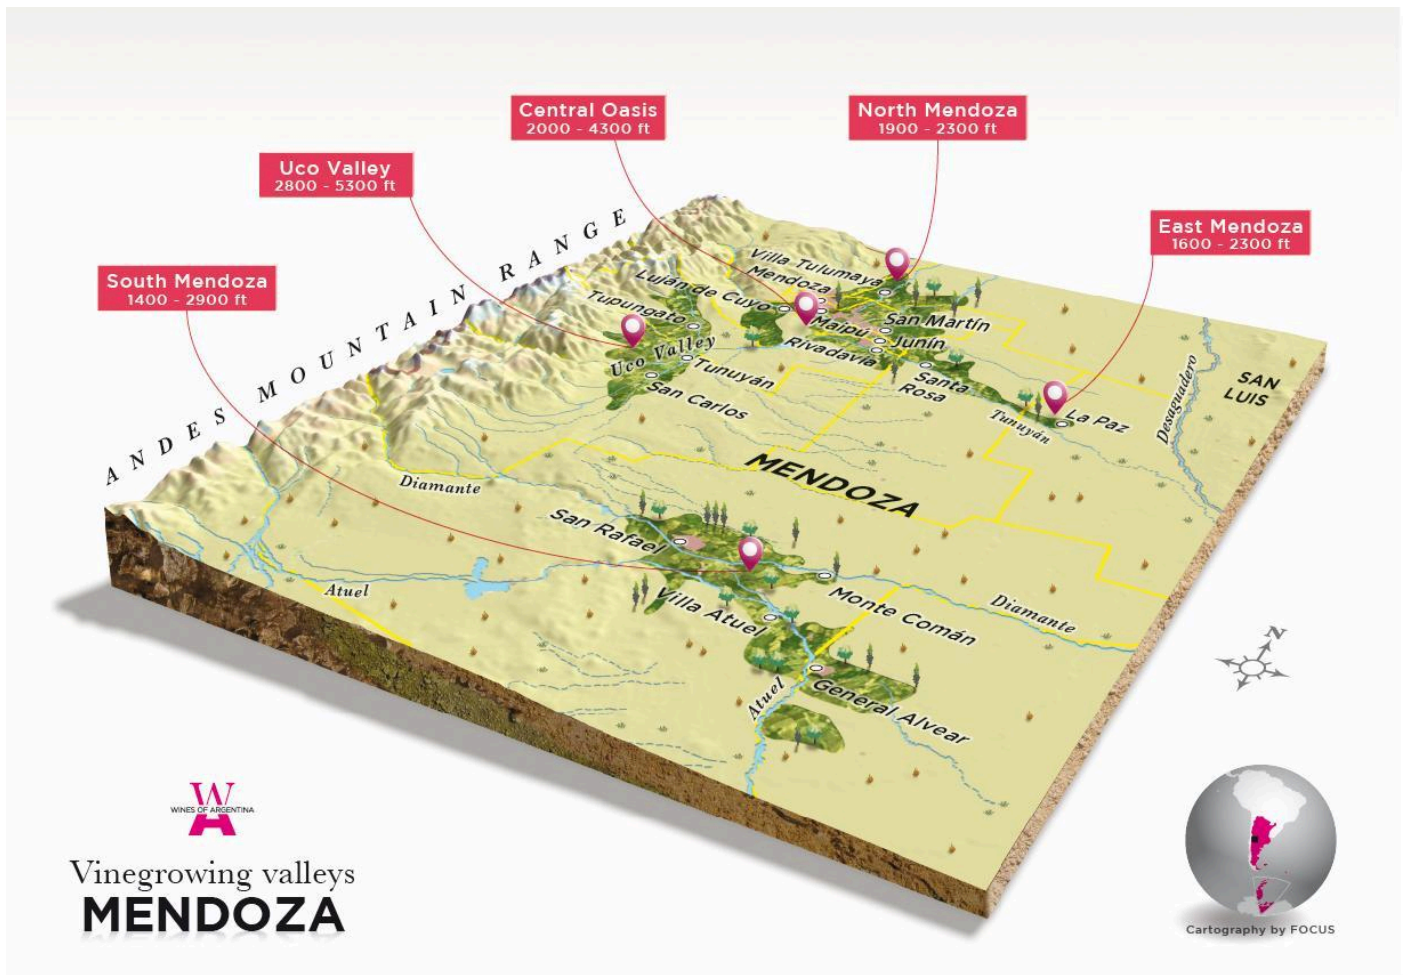 Central Oasis
2000 - 4300 ft
North Mendoza
1900 - 2300 ft
Uco Valley
2800 - 5300 ft
East Mendoza
1600 - 2300 ft
South Mendoza
1400 - 2900 ft
ANDES MOUNTAIN RANGE
Villa Tulumaya
Mendoza
Luján de Cuyo
Tupungato
Maipú
San Martín
Junín
Rivadavia
Uco Valley
Tunuyán
San Carlos
Santa
Rosa
Tunuyán
La Paz
Desaguadero
SAN
LUIS
MENDOZA
Diamante
San Rafael
Atuel
Villa Atuel
Monte Comán
Diamante
Atuel
General Alvear
N
WA
WINES OF ARGENTINA
Vinegrowing valleys
MENDOZA
Cartography by FOCUS